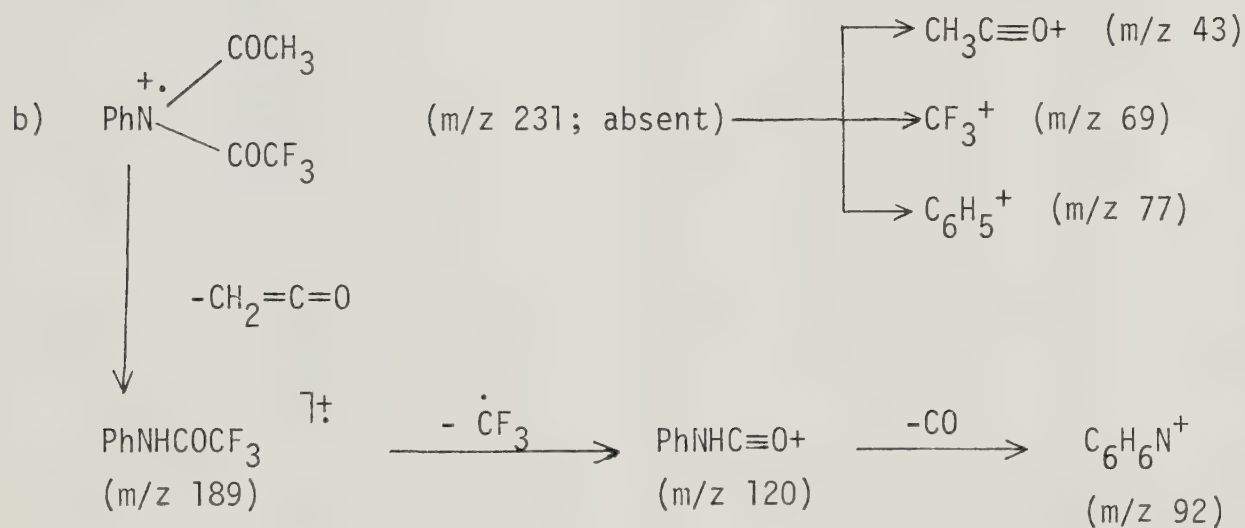 COCH3
CH3C≡O+ (m/z 43)
+.
b) PhN (m/z 231; absent) CF3+ (m/z 69)
COCF3
C6H5+ (m/z 77)
-CH2=C=O
PhNHCOCF3 ˥+. - ĊF3 PhNHC≡O+ -CO C6H6N+
(m/z 189) (m/z 120) (m/z 92)